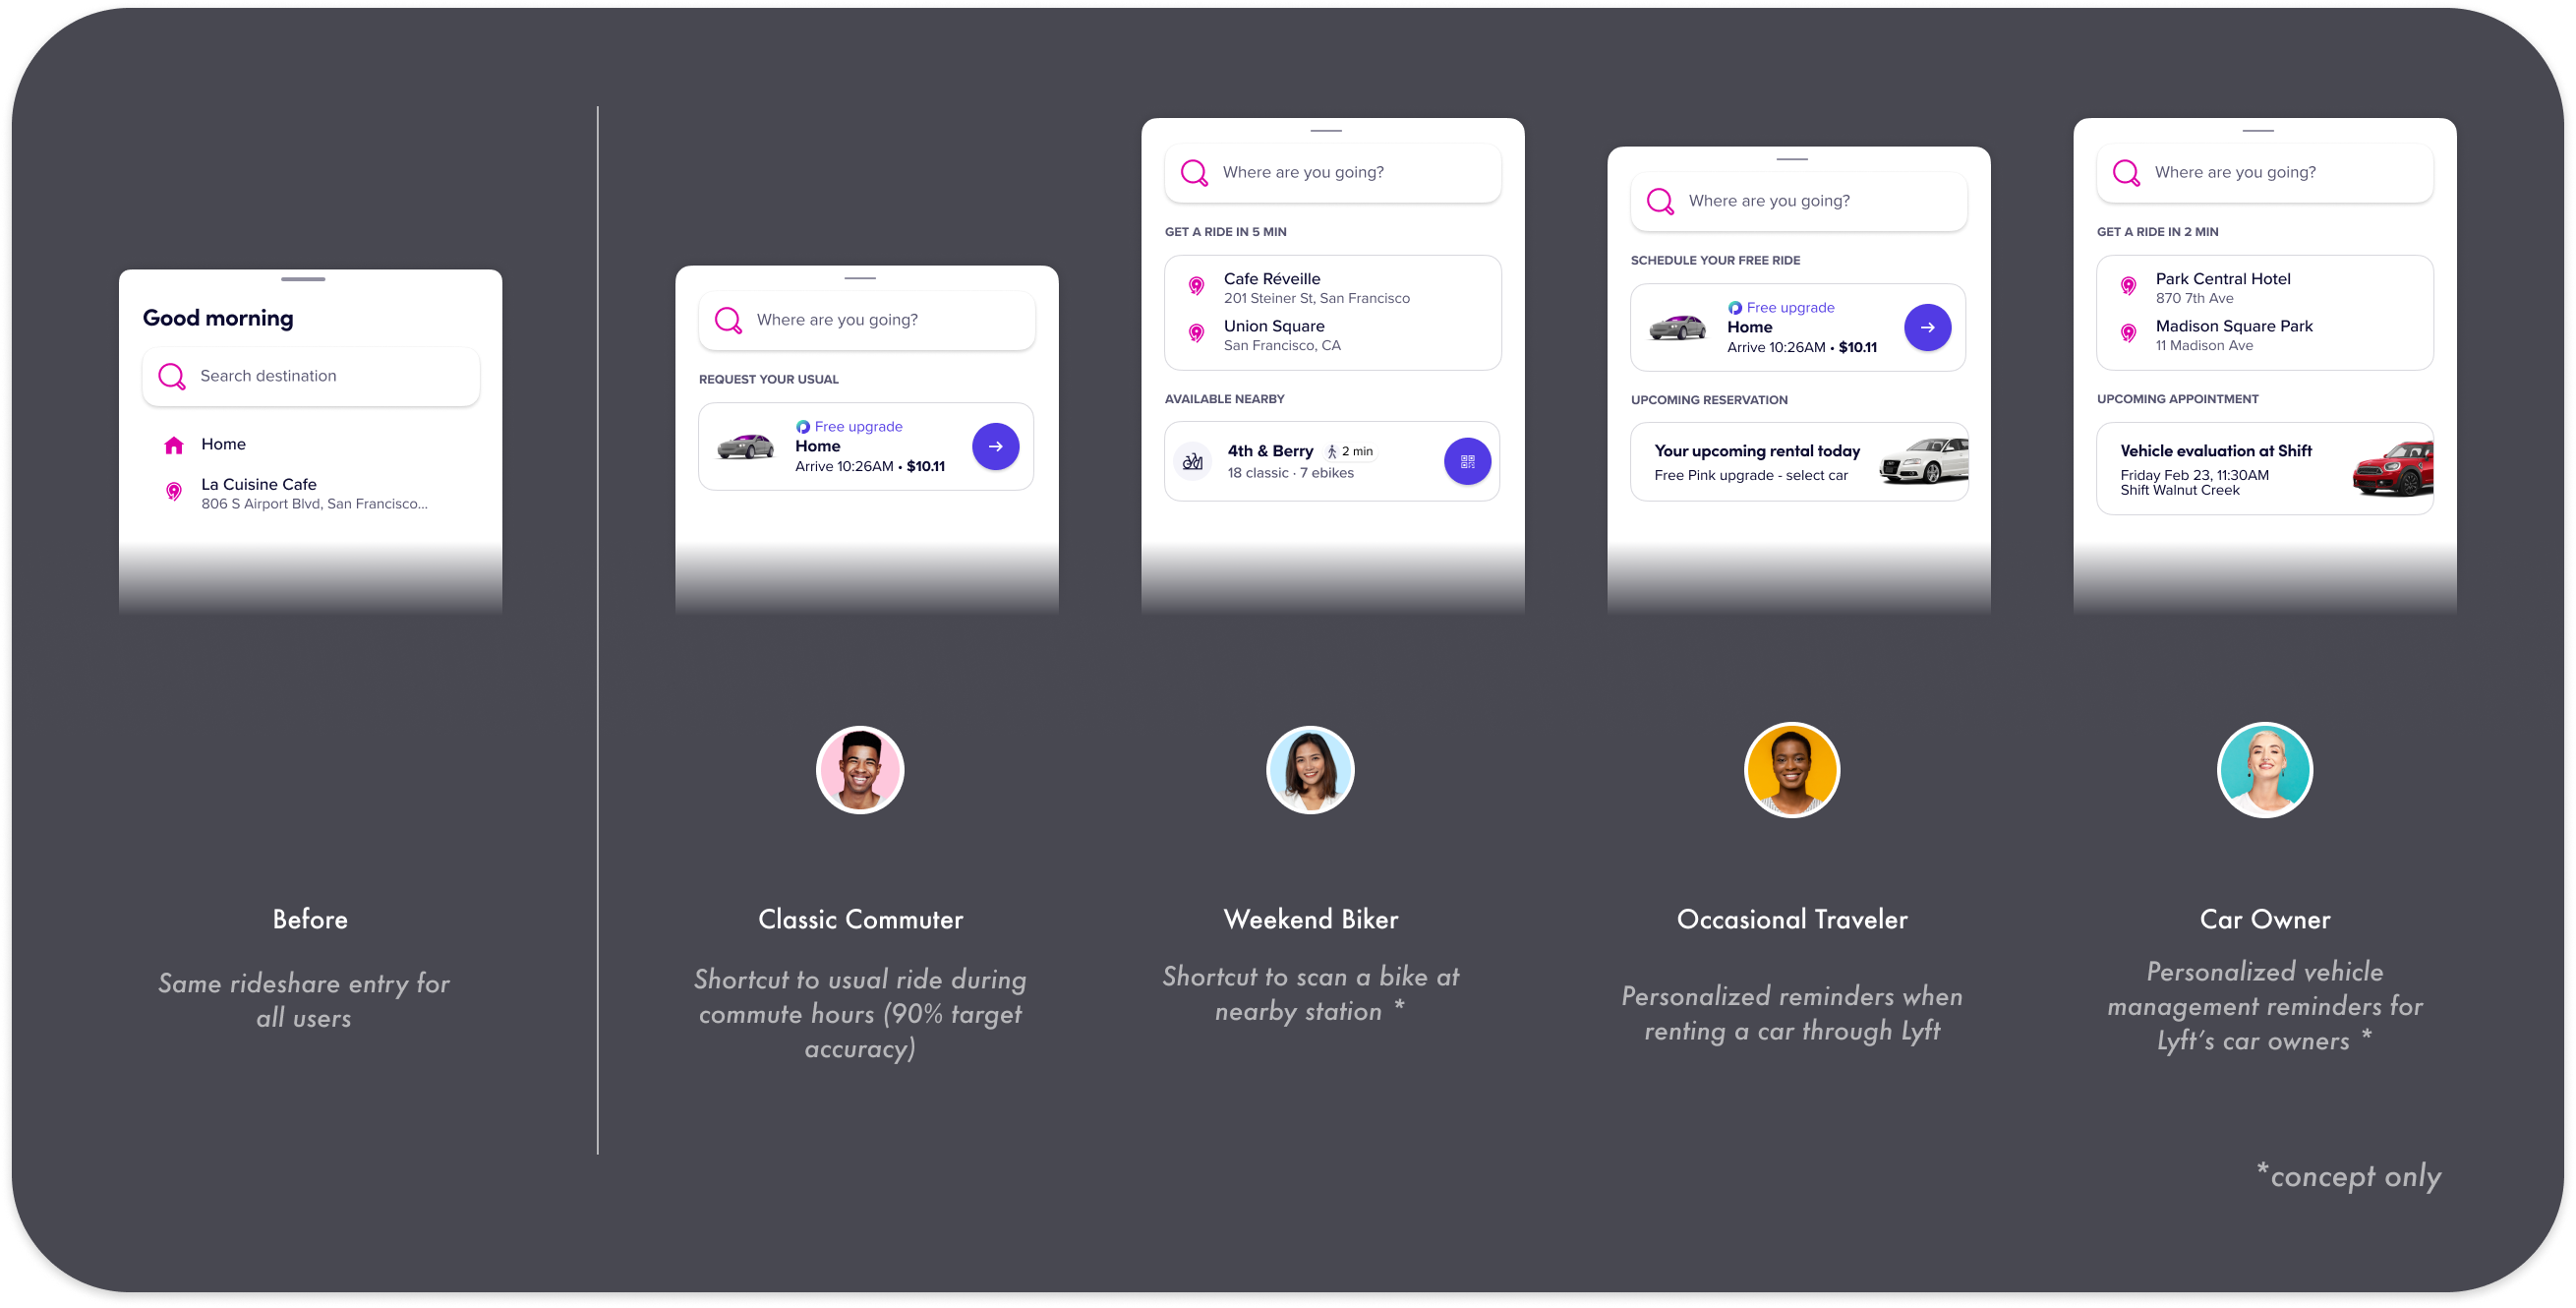 Good morning
Search destination
Home
La Cuisine Cafe
806 S Airport Blvd, San Francisco...
Before
Same rideshare entry for
all users
Where are you going?
REQUEST YOUR USUAL
Free upgrade
Home
Arrive 10:26AM • $10.11
Classic Commuter
Shortcut to usual ride during
commute hours (90% target
accuracy)
Where are you going?
GET A RIDE IN 5 MIN
Cafe Réveille
201 Steiner St, San Francisco
Union Square
San Francisco, CA
AVAILABLE NEARBY
4th & Berry 2 min
18 classic · 7 ebikes
Weekend Biker
Shortcut to scan a bike at
nearby station *
Where are you going?
SCHEDULE YOUR FREE RIDE
Free upgrade
Home
Arrive 10:26AM • $10.11
UPCOMING RESERVATION
Your upcoming rental today
Free Pink upgrade - select car
Occasional Traveler
Personalized reminders when
renting a car through Lyft
Where are you going?
GET A RIDE IN 2 MIN
Park Central Hotel
870 7th Ave
Madison Square Park
11 Madison Ave
UPCOMING APPOINTMENT
Vehicle evaluation at Shift
Friday Feb 23, 11:30AM
Shift Walnut Creek
Car Owner
Personalized vehicle
management reminders for
Lyft's car owners *
*concept only